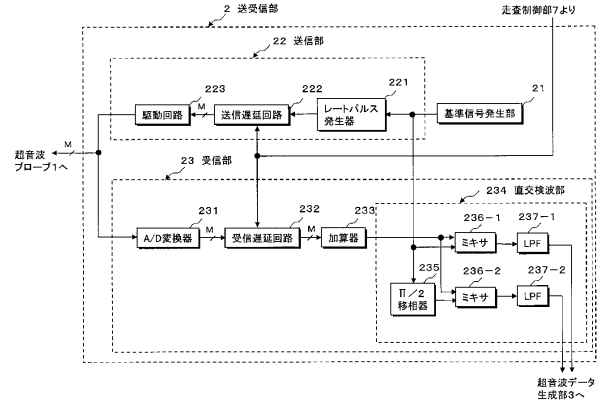 2 送受信部
走査制御部7より
22 送信部
223
222
221
21
駆動回路
M
送信遅延回路
レートパルス
発生器
基準信号発生部
M
超音波
プローブ1へ
23 受信部
234 直交検波部
231
232
233
236-1
237-1
A/D変換器
M
受信遅延回路
M
加算器
ミキサ
LPF
235
236-2
237-2
π/2
移相器
ミキサ
LPF
超音波データ
生成部3へ